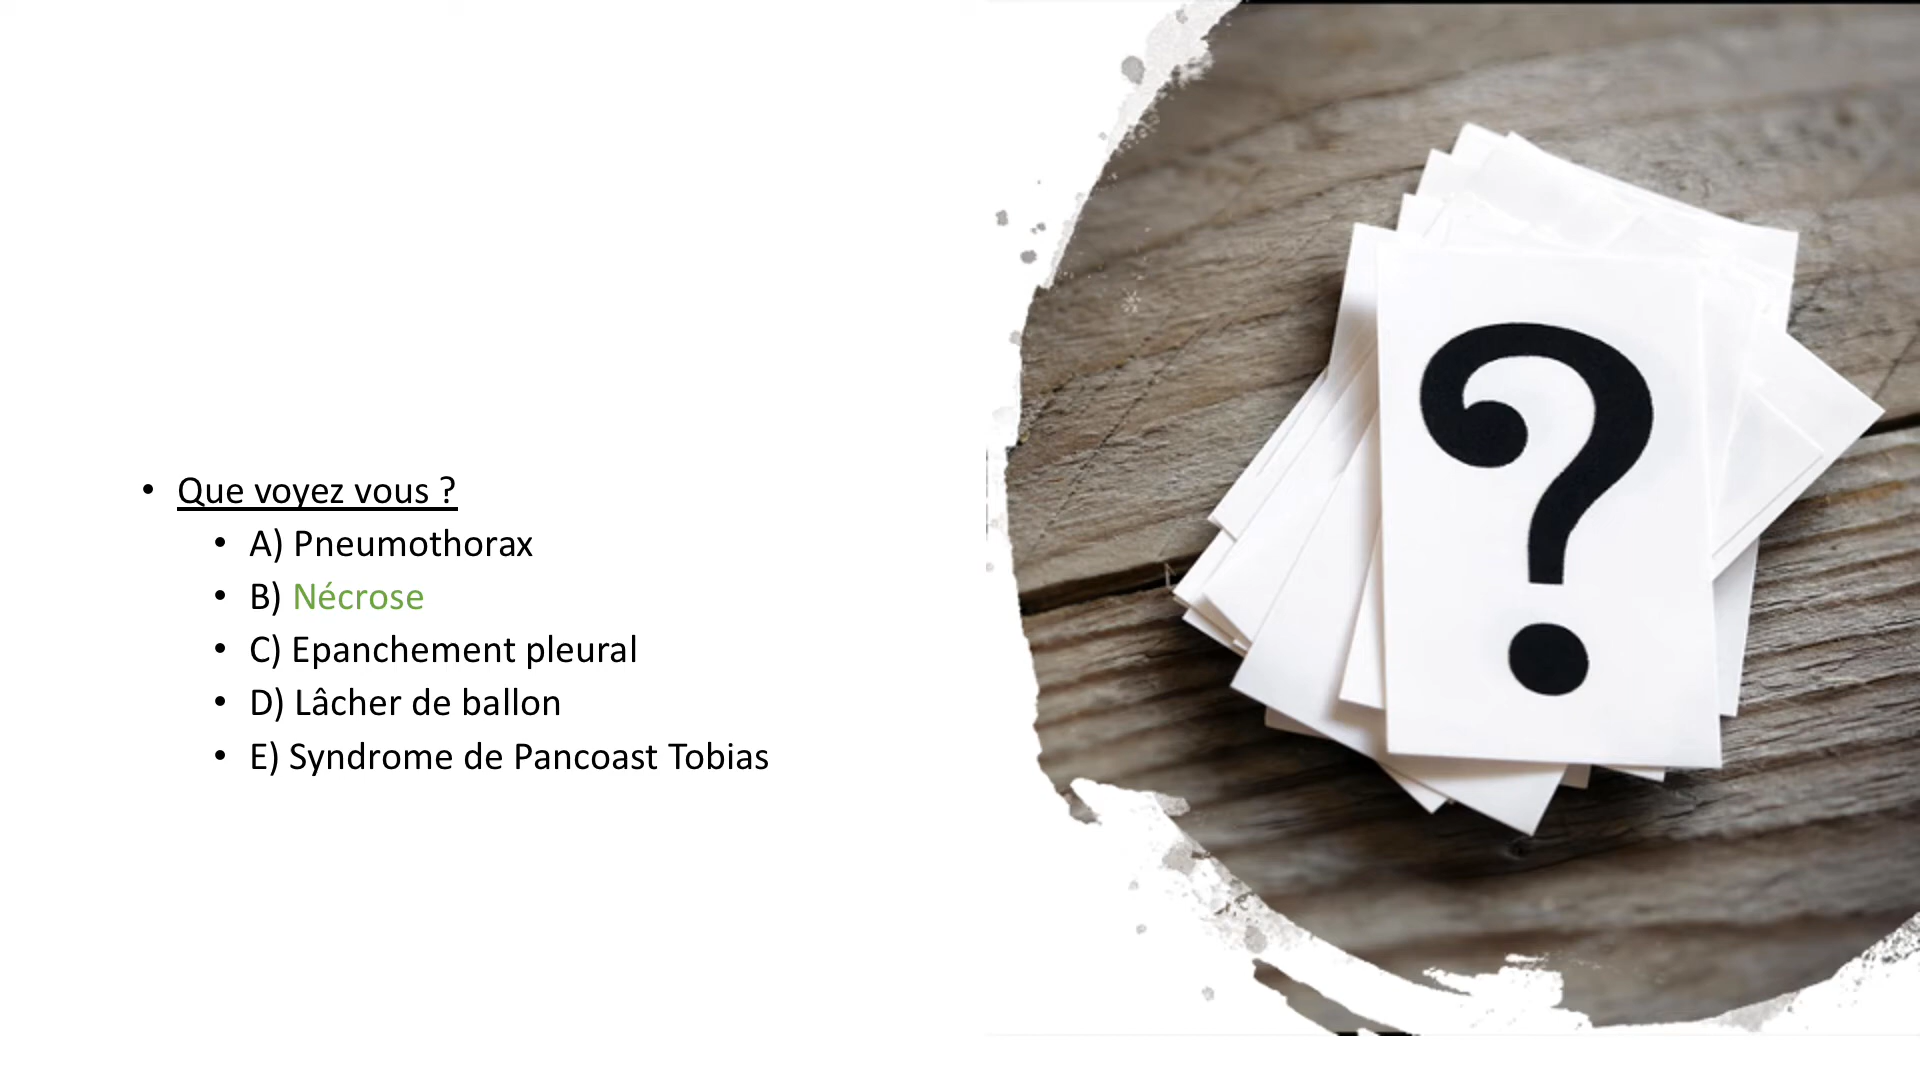 • Que voyez vous ?
• A) Pneumothorax
• B) Nécrose
• C) Epanchement pleural
• D) Lâcher de ballon
• E) Syndrome de Pancoast Tobias
?